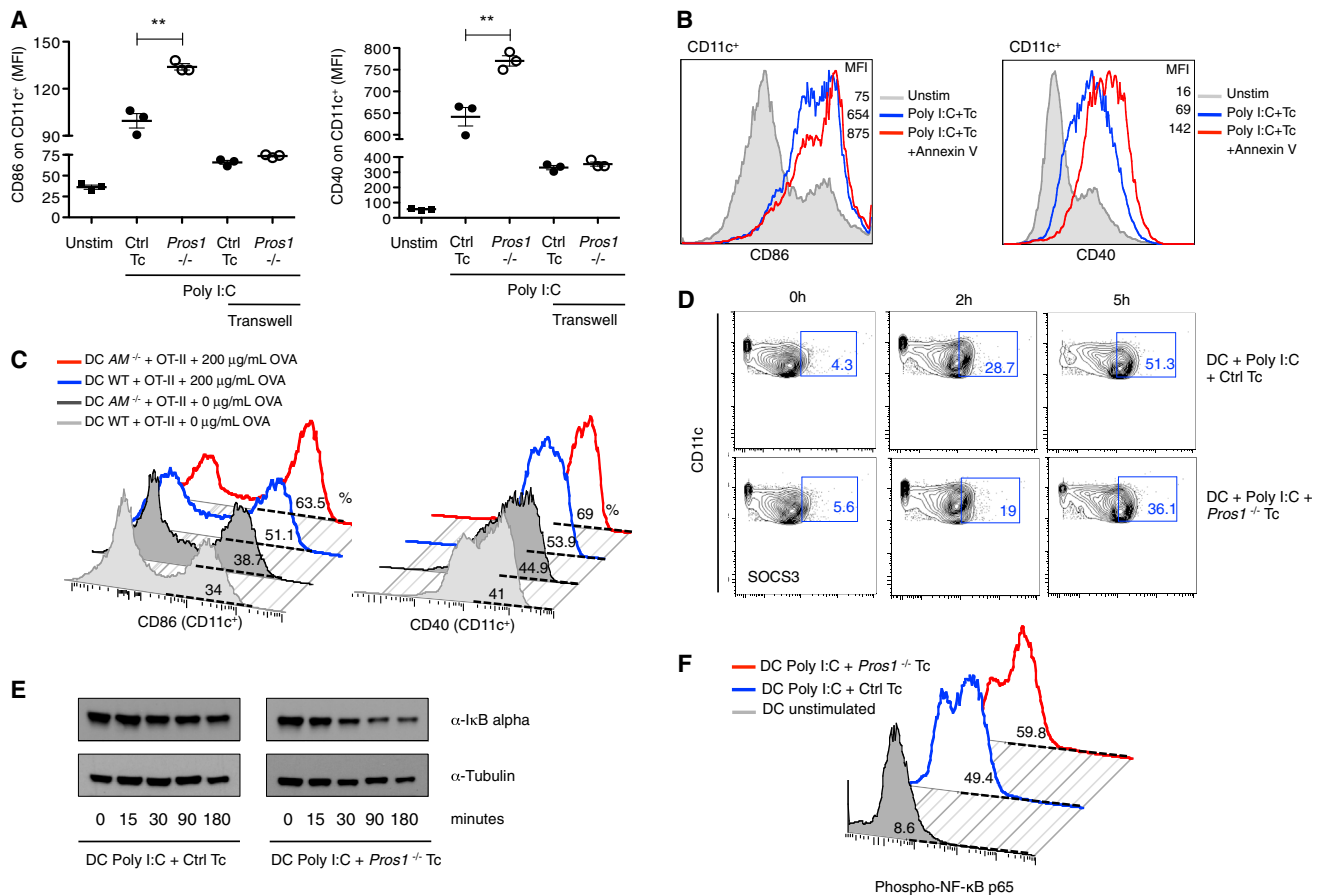 A
CD86 on CD11c⁺ (MFI)
150
120
90
75
50
25
0
**
Unstim
Ctrl Tc
Pros1 -/-
Ctrl Tc
Pros1 -/-
Poly I:C
Transwell
CD40 on CD11c⁺ (MFI)
800
750
700
650
600
400
300
200
100
0
**
Unstim
Ctrl Tc
Pros1 -/-
Ctrl Tc
Pros1 -/-
Poly I:C
Transwell
B
CD11c⁺
MFI
75 Unstim
654 Poly I:C+Tc
875 Poly I:C+Tc
+Annexin V
CD86
CD11c⁺
MFI
16 Unstim
69 Poly I:C+Tc
142 Poly I:C+Tc
+Annexin V
CD40
C
DC AM -/- + OT-II + 200 µg/mL OVA
DC WT + OT-II + 200 µg/mL OVA
DC AM -/- + OT-II + 0 µg/mL OVA
DC WT + OT-II + 0 µg/mL OVA
%
63.5
51.1
38.7
34
CD86 (CD11c⁺)
%
69
53.9
44.9
41
CD40 (CD11c⁺)
D
0h 2h 5h
4.3 28.7 51.3
DC + Poly I:C
+ Ctrl Tc
CD11c
5.6 19 36.1
DC + Poly I:C +
Pros1 -/- Tc
SOCS3
E
α-IκB alpha
α-Tubulin
0 15 30 90 180 0 15 30 90 180 minutes
DC Poly I:C + Ctrl Tc DC Poly I:C + Pros1 -/- Tc
F
DC Poly I:C + Pros1 -/- Tc
DC Poly I:C + Ctrl Tc
DC unstimulated
59.8
49.4
8.6
Phospho-NF-κB p65